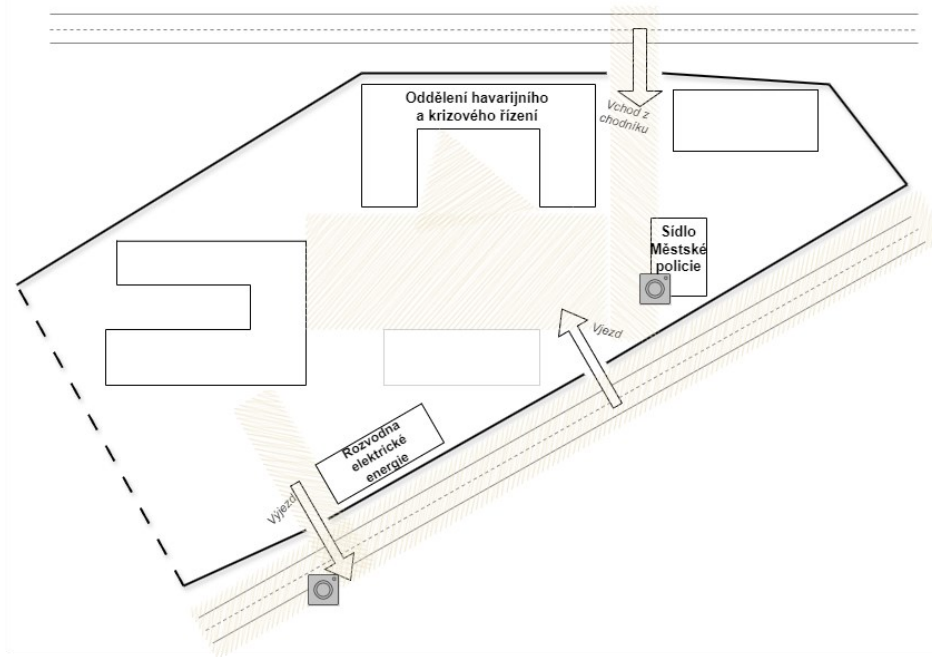 Oddělení havarijního
a krizového řízení
Vchod z
chodníku
Sídlo
Městské
policie
Vjezd
Rozvodna
elektrické
energie
Výjezd